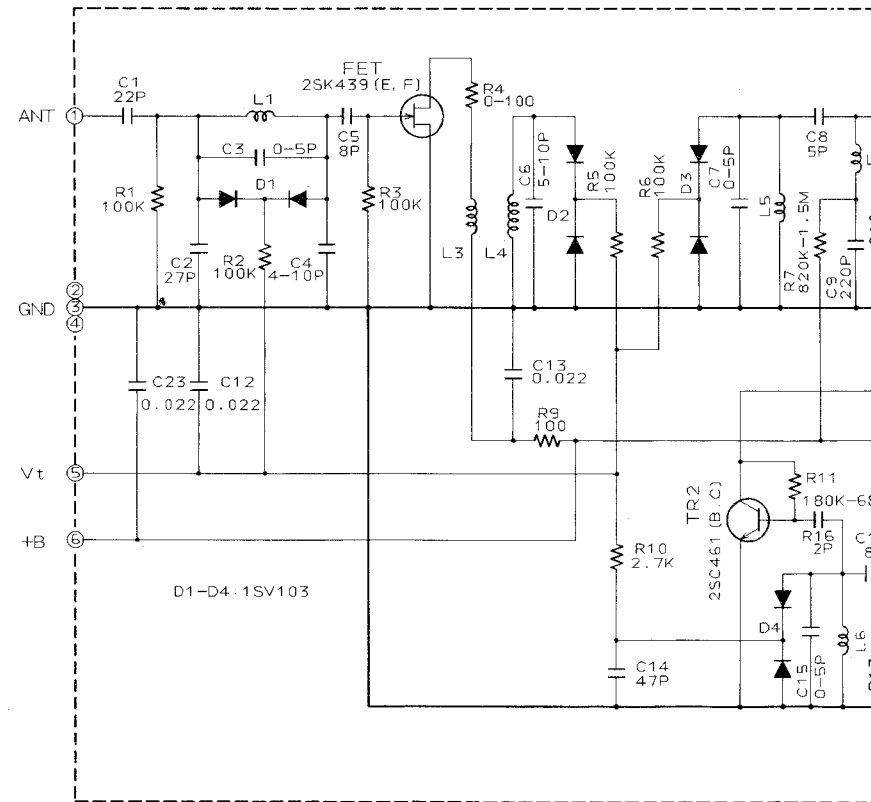 FET
2SK439(E, F)
C1
22P
L1
R4
0-100
ANT
1
C3
0-5P
C5
8P
C8
5P
C6
5-10P
R5
100K
R6
100K
D3
C7
0-5P
R1
100K
D1
R3
100K
D2
L5
R7
820K-1.5M
C2
27P
R2
100K
C4
4-10P
L3
L4
C9
220P
2
GND
3
4
C23
0.022
C12
0.022
C13
0.022
R9
100
Vt
5
R11
180K-68
TR2
2SC461(B.C)
R16
2P
+B
6
R10
2.7K
D1-D4:1SV103
D4
C15
0-5P
L6
C14
47P